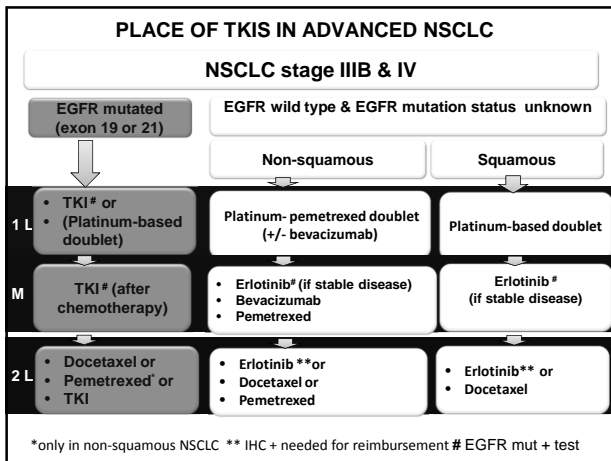 PLACE OF TKIS IN ADVANCED NSCLC
NSCLC stage IIIB & IV
EGFR mutated
(exon 19 or 21)
EGFR wild type & EGFR mutation status unknown
Non-squamous
Squamous
1 L
• TKI# or
• (Platinum-based
doublet)
Platinum- pemetrexed doublet
(+/- bevacizumab)
Platinum-based doublet
M
TKI# (after
chemotherapy)
• Erlotinib# (if stable disease)
• Bevacizumab
• Pemetrexed
Erlotinib #
(if stable disease)
2 L
• Docetaxel or
• Pemetrexed* or
• TKI
• Erlotinib **or
• Docetaxel or
• Pemetrexed
• Erlotinib** or
• Docetaxel
*only in non-squamous NSCLC ** IHC + needed for reimbursement # EGFR mut + test